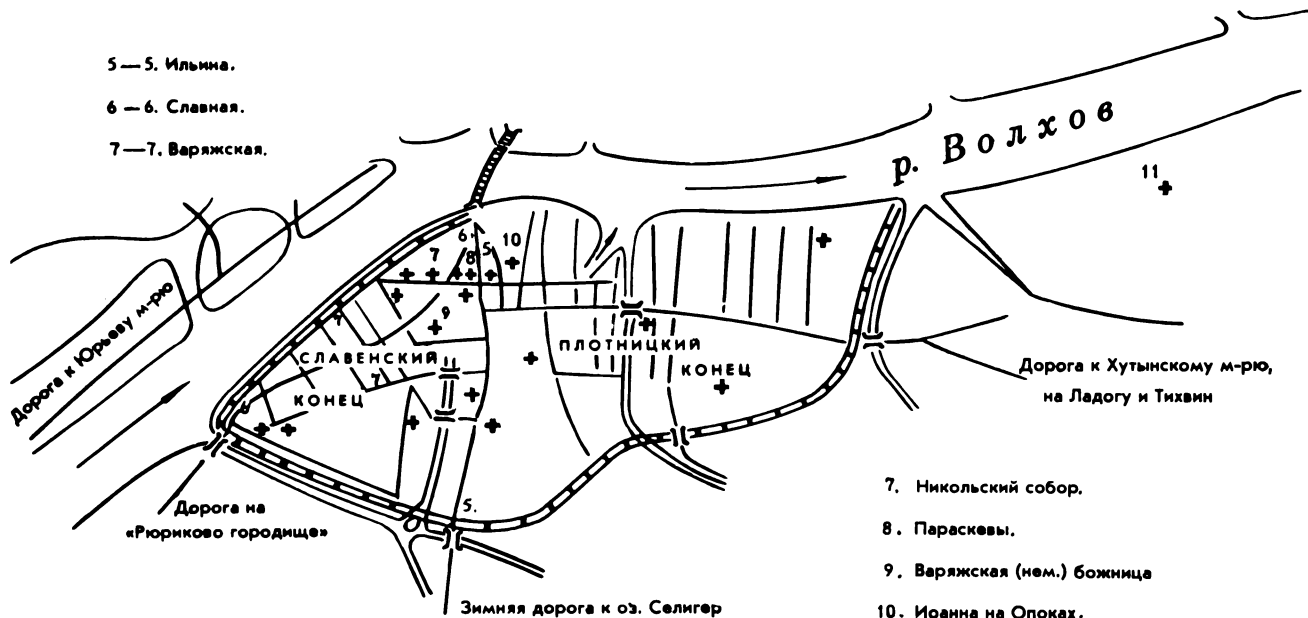 5—5. Ильина.
6—6. Славная.
7—7. Варяжская.
р. Волхов
11
6.
5
10
7
8
9
Дорога к Юрьеву м-рю
7
СЛАВЕНСКИЙ
КОНЕЦ
7
6
ПЛОТНИЦКИЙ
КОНЕЦ
Дорога к Хутынскому м-рю,
на Ладогу и Тихвин
5.
Дорога на
«Рюриково городище»
Зимняя дорога к оз. Селигер
7. Никольский собор.
8. Параскевы.
9. Варяжская (нем.) божница
10. Иоанна на Опоках.